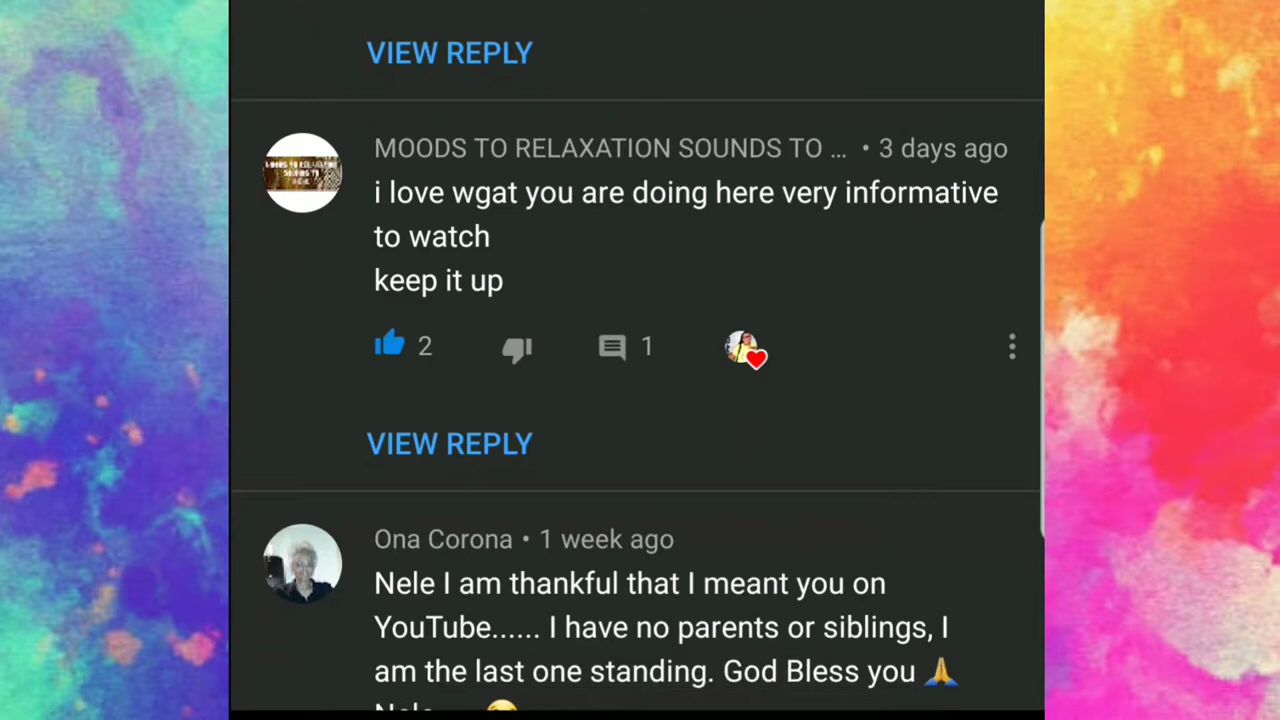 VIEW REPLY
MOODS TO RELAXATION SOUNDS TO ... • 3 days ago
i love wgat you are doing here very informative
to watch
keep it up
2
1
VIEW REPLY
Ona Corona • 1 week ago
Nele I am thankful that I meant you on
YouTube...... I have no parents or siblings, I
am the last one standing. God Bless you 🙏